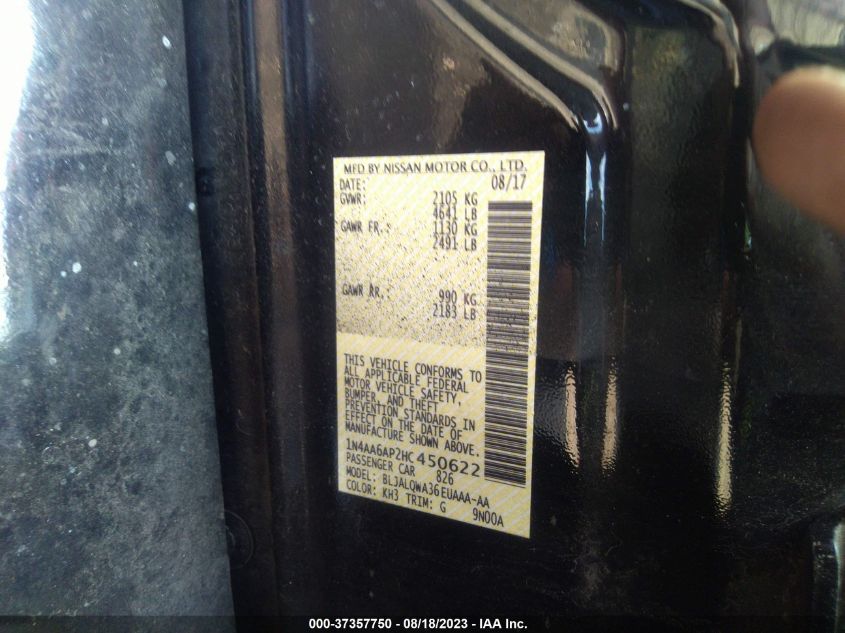 MFD BY NISSAN MOTOR CO., LTD.
DATE: 08/17
GVWR: 2105 KG
4641 LB
GAWR FR.: 1130 KG
2491 LB
GAWR RR.: 990 KG
2183 LB
THIS VEHICLE CONFORMS TO
ALL APPLICABLE FEDERAL
MOTOR VEHICLE SAFETY,
BUMPER, AND THEFT
PREVENTION STANDARDS IN
EFFECT ON THE DATE OF
MANUFACTURE SHOWN ABOVE.
1N4AA6AP2HC450622
PASSENGER CAR 826
MODEL: BLJALQWA36EUAAA-AA
COLOR: KH3 TRIM: G 9N00A
000-37357750 - 08/18/2023 - IAA Inc.